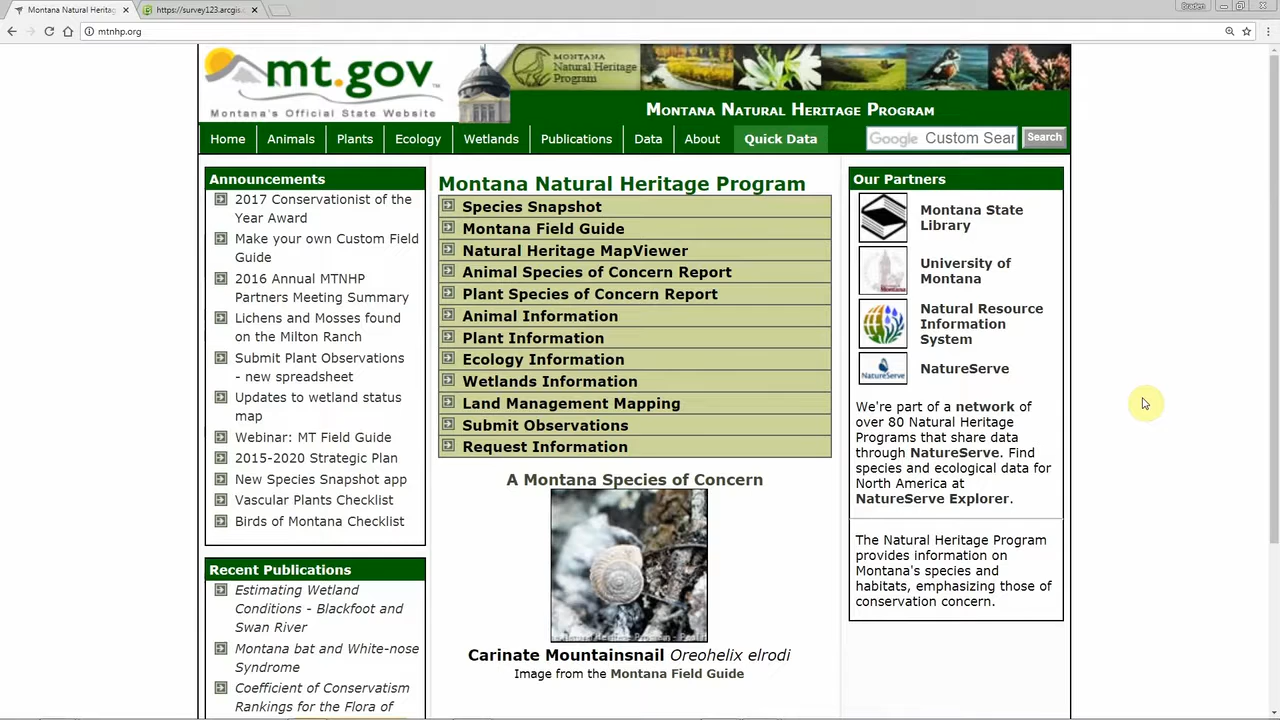 Montana Natural Heritag
https://survey123.arcgis.c
Braden
mtnhp.org
mt.gov
Montana's Official State Website
MONTANA
Natural Heritage
Program
Montana Natural Heritage Program
Home
Animals
Plants
Ecology
Wetlands
Publications
Data
About
Quick Data
Google Custom Sear
Search
Announcements
2017 Conservationist of the
Year Award
Make your own Custom Field
Guide
2016 Annual MTNHP
Partners Meeting Summary
Lichens and Mosses found
on the Milton Ranch
Submit Plant Observations
- new spreadsheet
Updates to wetland status
map
Webinar: MT Field Guide
2015-2020 Strategic Plan
New Species Snapshot app
Vascular Plants Checklist
Birds of Montana Checklist
Recent Publications
Estimating Wetland
Conditions - Blackfoot and
Swan River
Montana bat and White-nose
Syndrome
Coefficient of Conservatism
Rankings for the Flora of
Montana Natural Heritage Program
Species Snapshot
Montana Field Guide
Natural Heritage MapViewer
Animal Species of Concern Report
Plant Species of Concern Report
Animal Information
Plant Information
Ecology Information
Wetlands Information
Land Management Mapping
Submit Observations
Request Information
A Montana Species of Concern
Carinate Mountainsnail Oreohelix elrodi
Image from the Montana Field Guide
Our Partners
Montana State
Library
University of
Montana
Natural Resource
Information
System
NatureServe
NatureServe
We're part of a network of
over 80 Natural Heritage
Programs that share data
through NatureServe. Find
species and ecological data for
North America at
NatureServe Explorer.
The Natural Heritage Program
provides information on
Montana's species and
habitats, emphasizing those of
conservation concern.